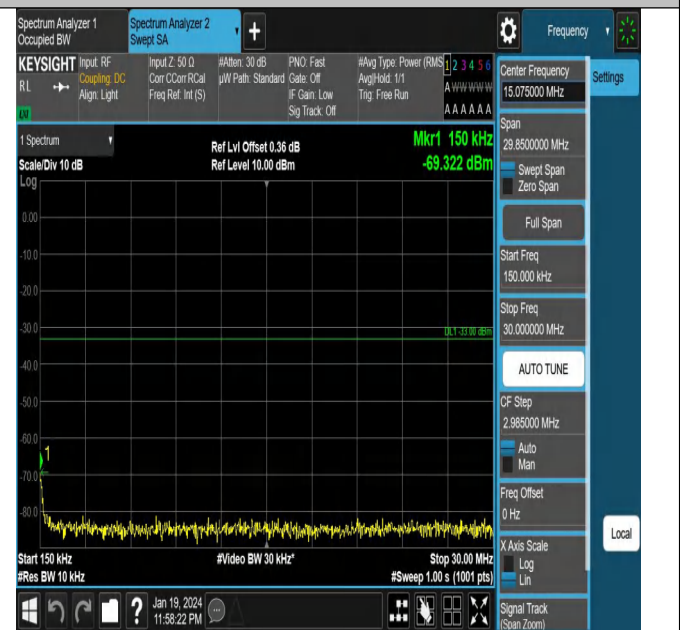 Spectrum Analyzer 1
Occupied BW
Spectrum Analyzer 2
Swept SA
+
Frequency
KEYSIGHT
RL
LXI
Input: RF
Coupling: DC
Align: Light
Input Z: 50 Ω
Corr CCorr RCal
Freq Ref: Int (S)
#Atten: 30 dB
µW Path: Standard
PNO: Fast
Gate: Off
IF Gain: Low
Sig Track: Off
#Avg Type: Power (RMS
Avg|Hold: 1/1
Trig: Free Run
1 2 3 4 5 6
A W W W W W
A A A A A A
1 Spectrum
Scale/Div 10 dB
Log
Ref Lvl Offset 0.36 dB
Ref Level 10.00 dBm
Mkr1 150 kHz
-69.322 dBm
0.00
-10.0
-20.0
-30.0
DL1 -33.00 dBm
-40.0
-50.0
-60.0
1
-70.0
-80.0
Start 150 kHz
#Video BW 30 kHz*
Stop 30.00 MHz
#Res BW 10 kHz
#Sweep 1.00 s (1001 pts)
Center Frequency
15.075000 MHz
Settings
Span
29.8500000 MHz
Swept Span
Zero Span
Full Span
Start Freq
150.000 kHz
Stop Freq
30.000000 MHz
AUTO TUNE
CF Step
2.985000 MHz
Auto
Man
Freq Offset
0 Hz
X Axis Scale
Log
Lin
Local
Signal Track
(Span Zoom)
?
Jan 19, 2024
11:58:22 PM